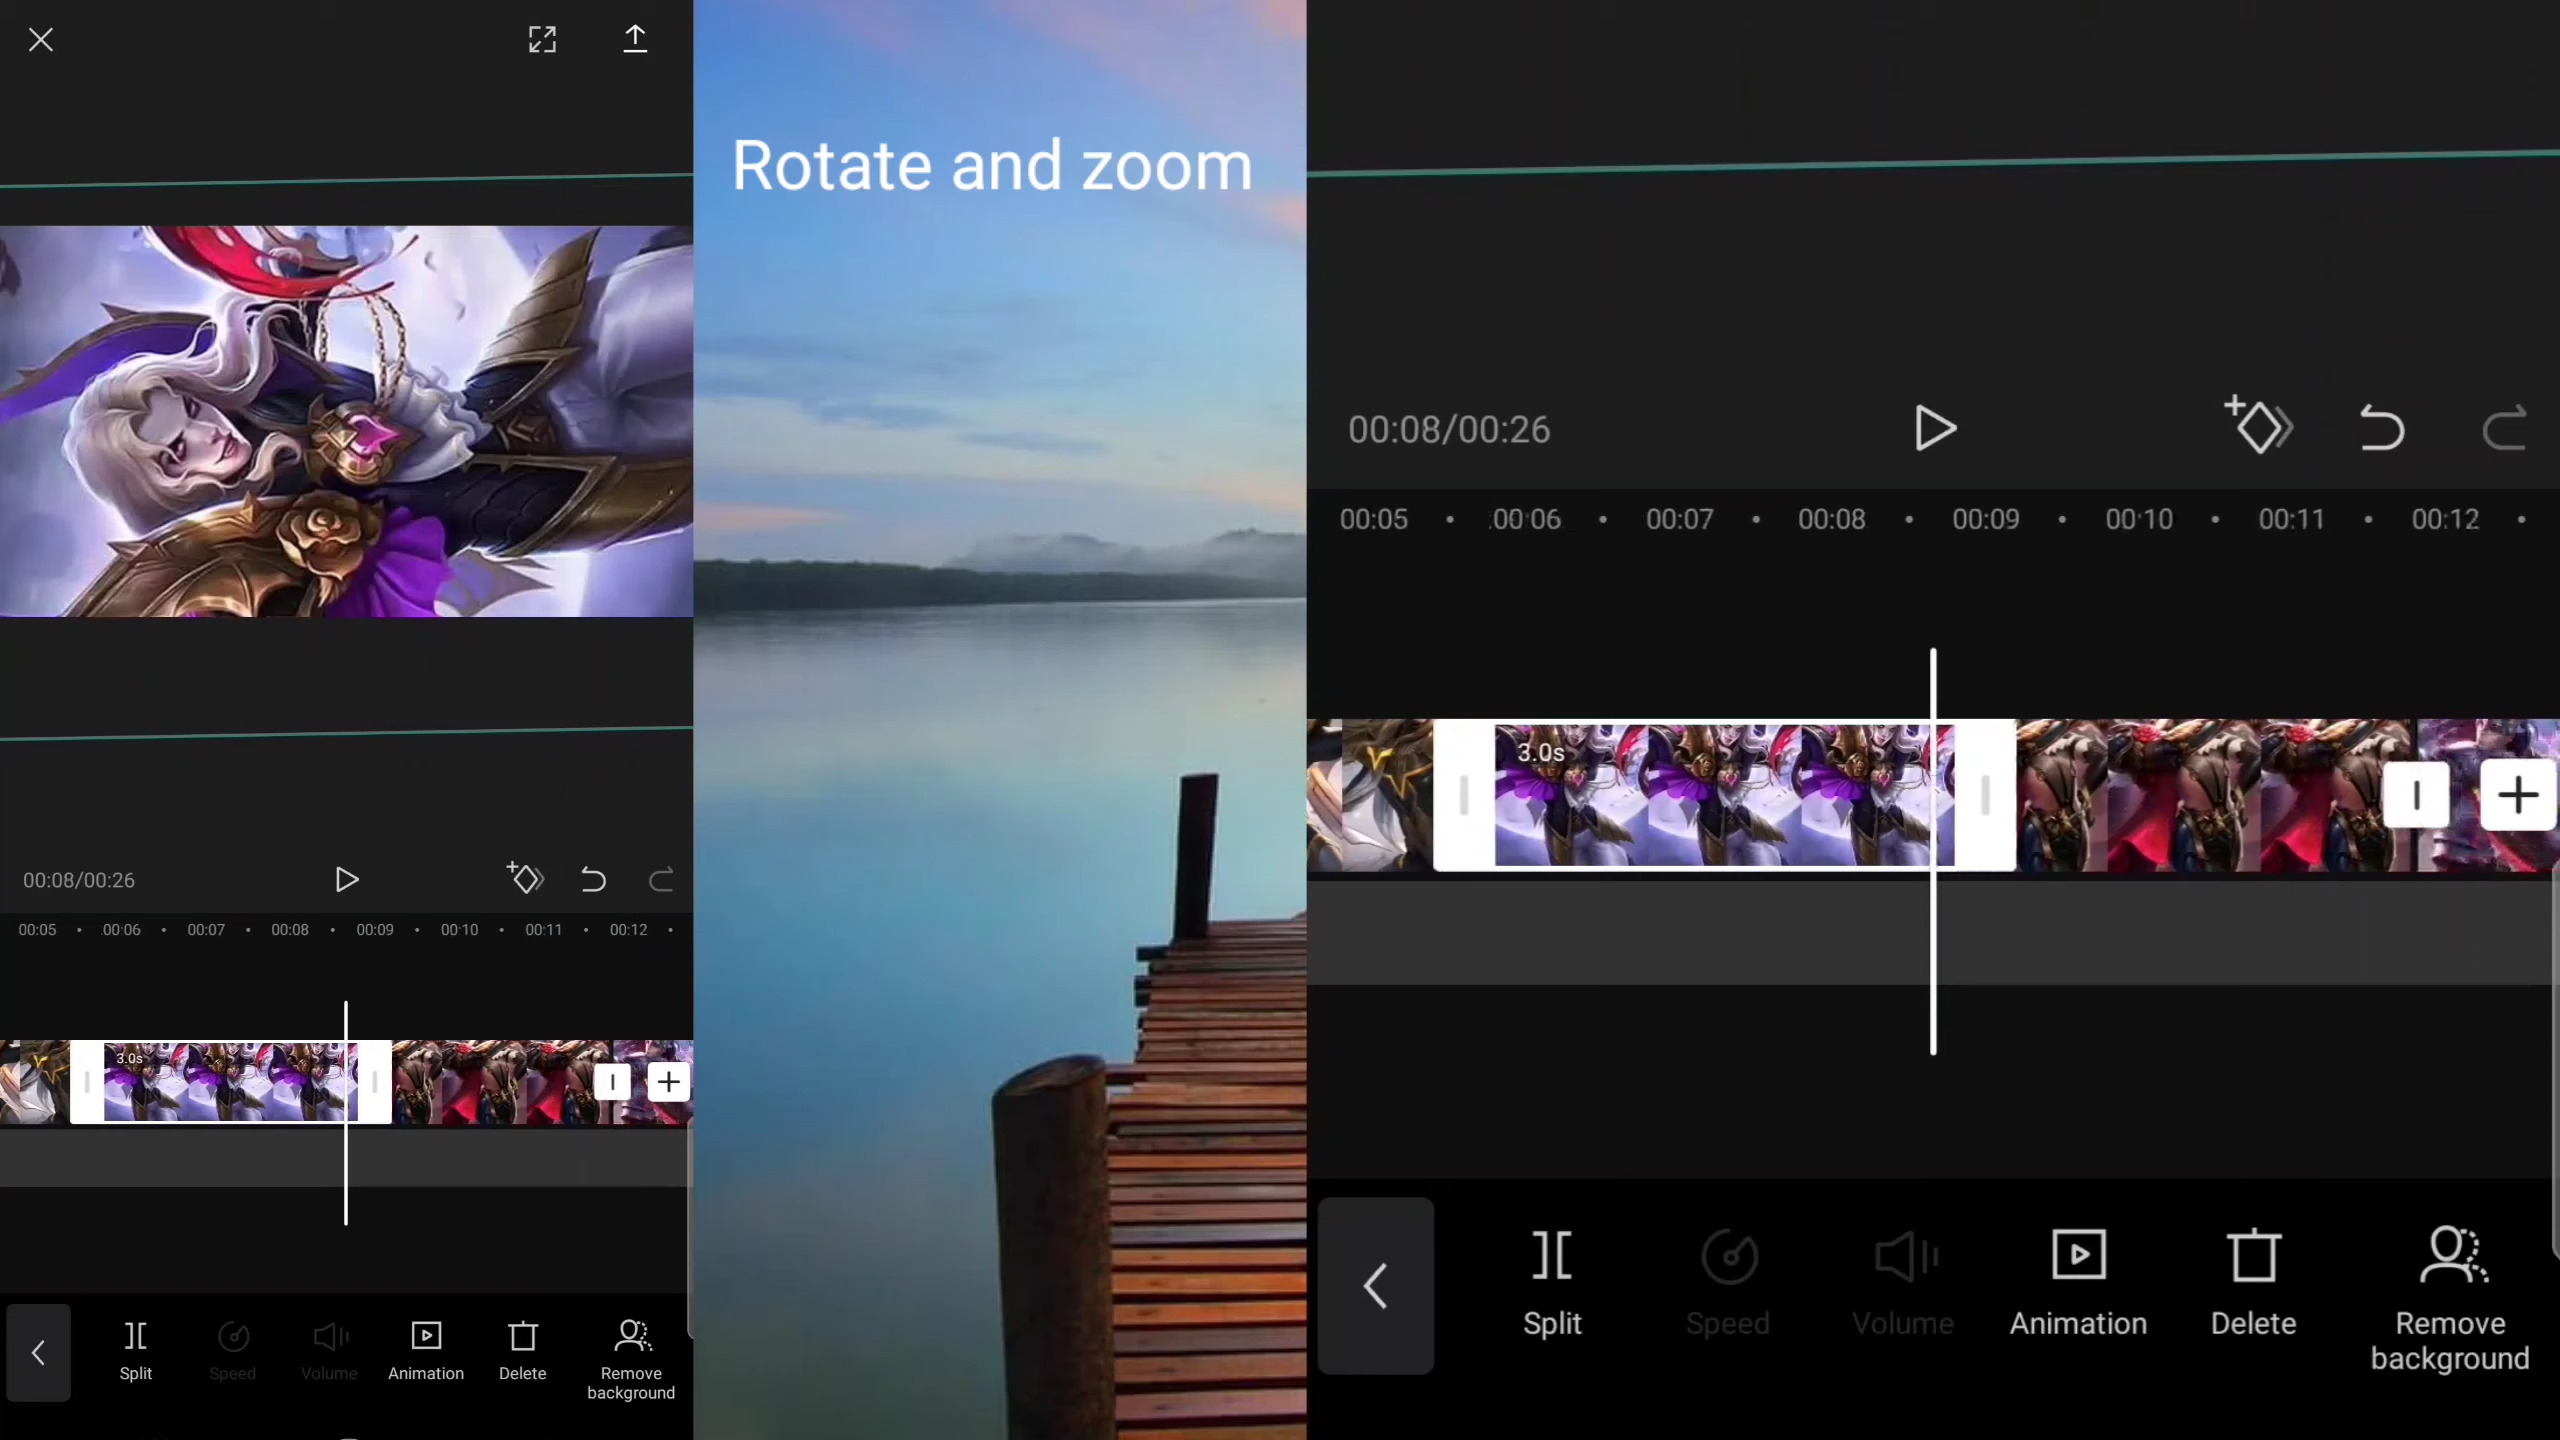 Rotate and zoom
00:08/00:26
00:05 00:06 00:07 00:08 00:09 00:10 00:11 00:12
3.0s
Split
Speed
Volume
Animation
Delete
Remove
background
00:08/00:26
00:05 00:06 00:07 00:08 00:09 00:10 00:11 00:12
3.0s
Split
Speed
Volume
Animation
Delete
Remove
background